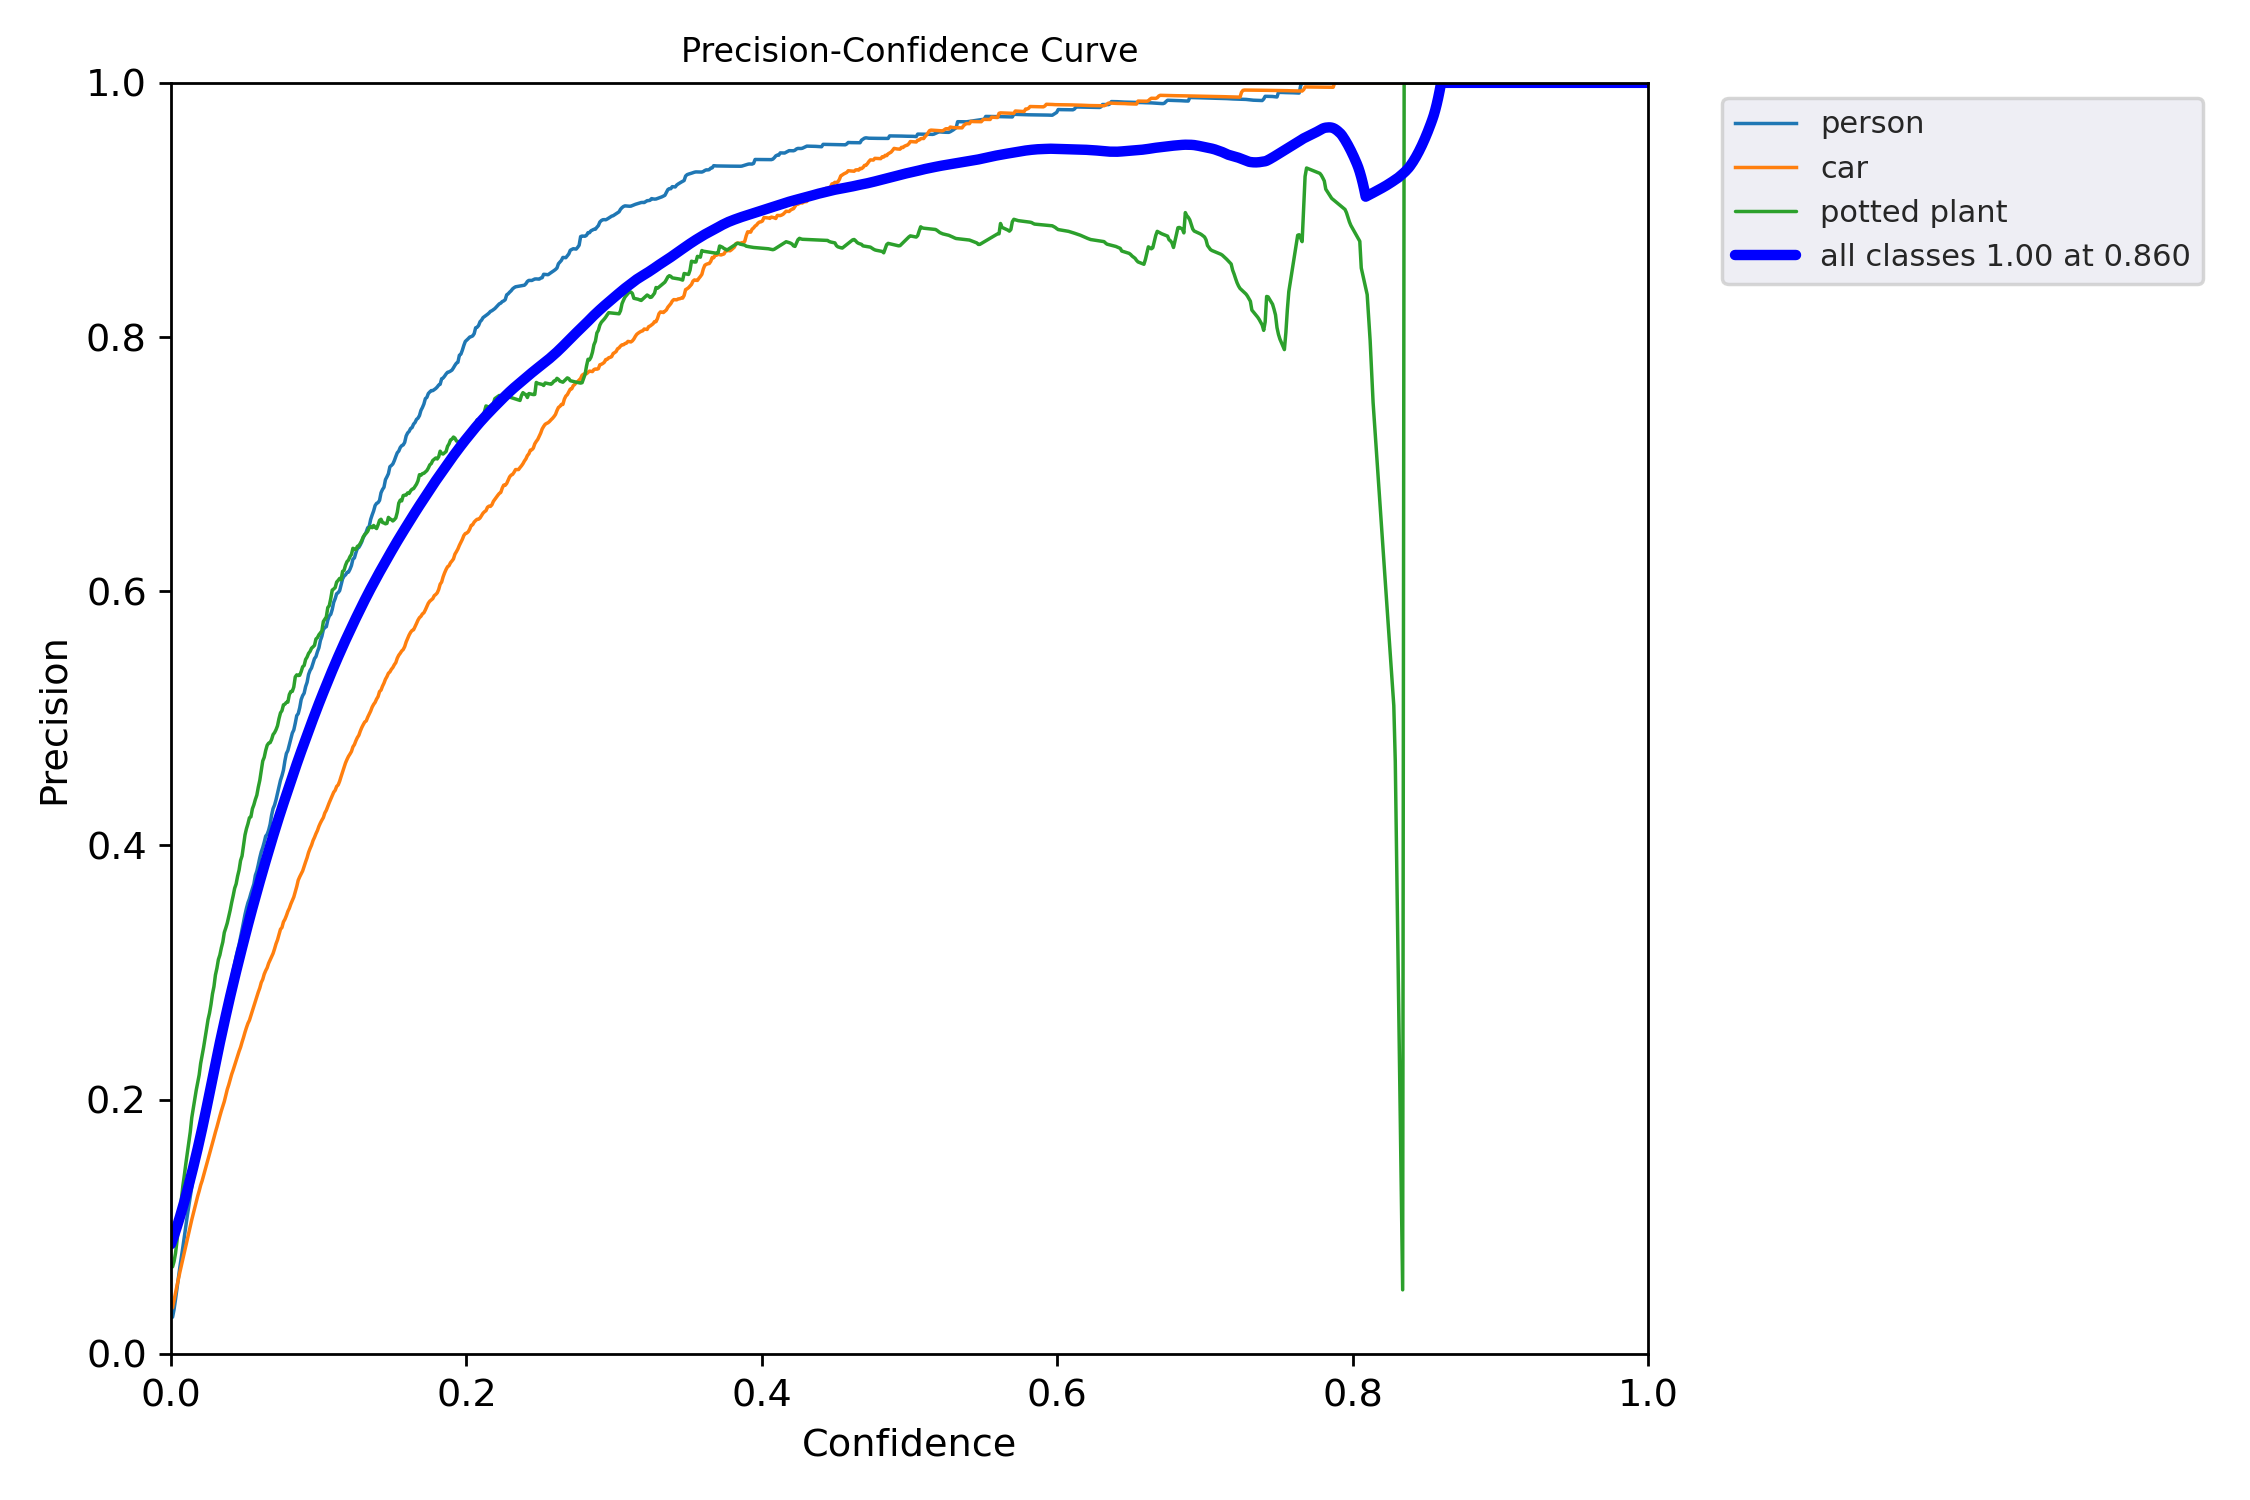 Precision-Confidence Curve
1.0
0.8
0.6
0.4
0.2
0.0
Precision
0.0 0.2 0.4 0.6 0.8 1.0
Confidence
person
car
potted plant
all classes 1.00 at 0.860